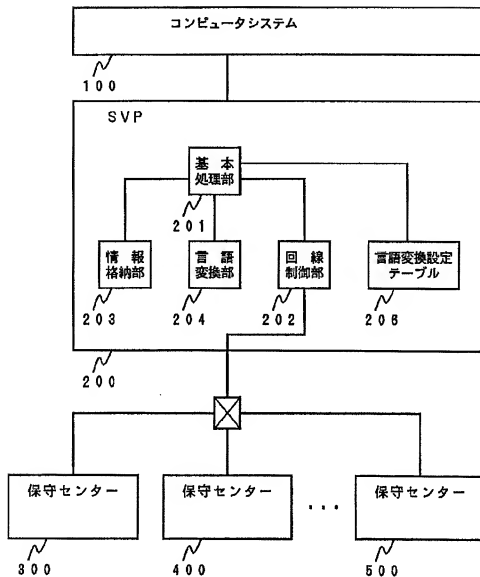 コンピュータシステム
100
SVP
基本
処理部
201
情報
格納部
203
言語
変換部
204
回線
制御部
202
言語変換設定
テーブル
206
200
保守センター
300
保守センター
400
・・・
保守センター
500